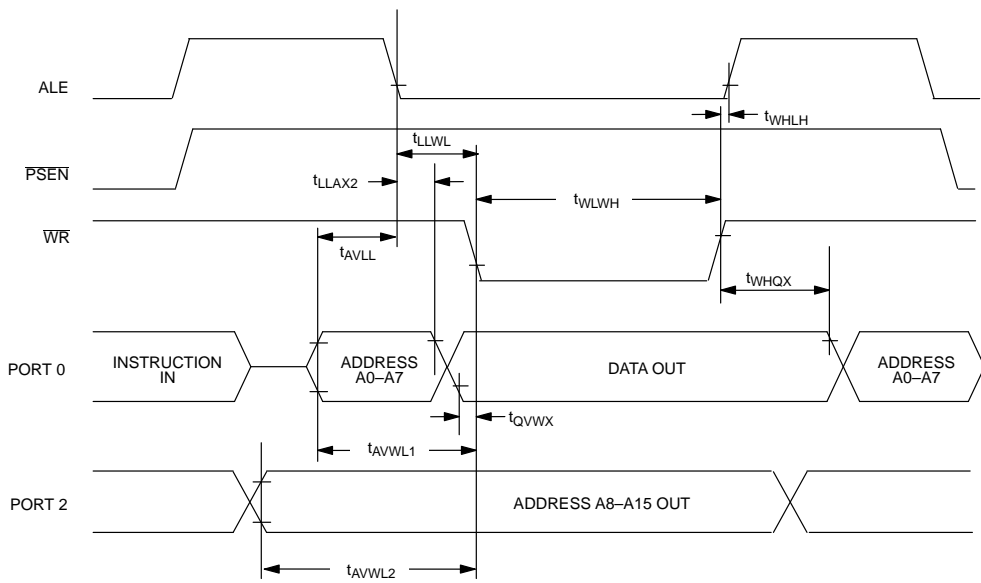 ALE
tWHLH
tLLWL
PSEN
tLLAX2
tWLWH
WR
tAVLL
tWHQX
PORT 0
INSTRUCTION
IN
ADDRESS
A0–A7
DATA OUT
ADDRESS
A0–A7
tQVWX
tAVWL1
PORT 2
ADDRESS A8–A15 OUT
tAVWL2